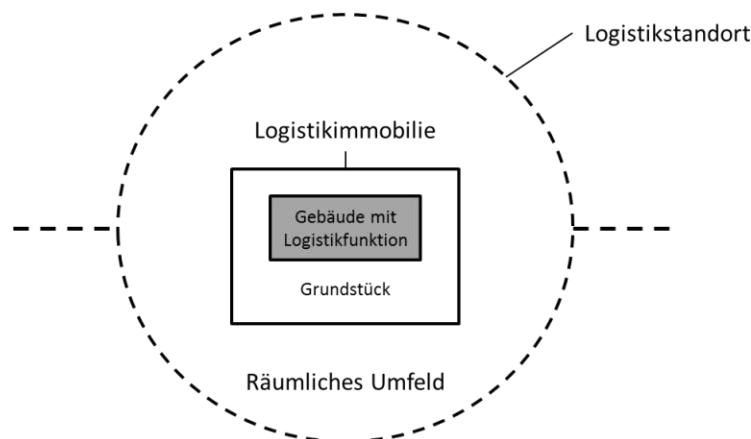 Logistikstandort
Logistikimmobilie
Gebäude mit
Logistikfunktion
Grundstück
Räumliches Umfeld